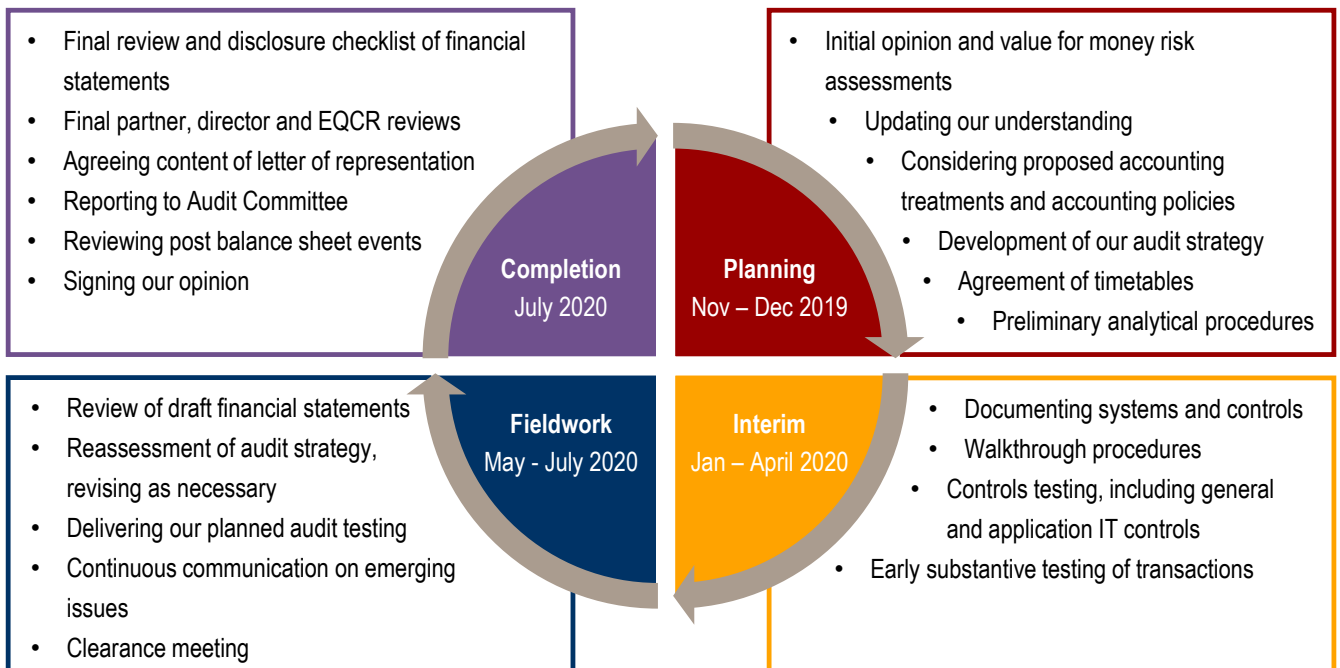 • Final review and disclosure checklist of financial
statements
• Final partner, director and EQCR reviews
• Agreeing content of letter of representation
• Reporting to Audit Committee
• Reviewing post balance sheet events
• Signing our opinion
Completion
July 2020
Planning
Nov – Dec 2019
• Initial opinion and value for money risk
assessments
• Updating our understanding
• Considering proposed accounting
treatments and accounting policies
• Development of our audit strategy
• Agreement of timetables
• Preliminary analytical procedures
• Review of draft financial statements
• Reassessment of audit strategy,
revising as necessary
• Delivering our planned audit testing
• Continuous communication on emerging
issues
• Clearance meeting
Fieldwork
May - July 2020
Interim
Jan – April 2020
• Documenting systems and controls
• Walkthrough procedures
• Controls testing, including general
and application IT controls
• Early substantive testing of transactions